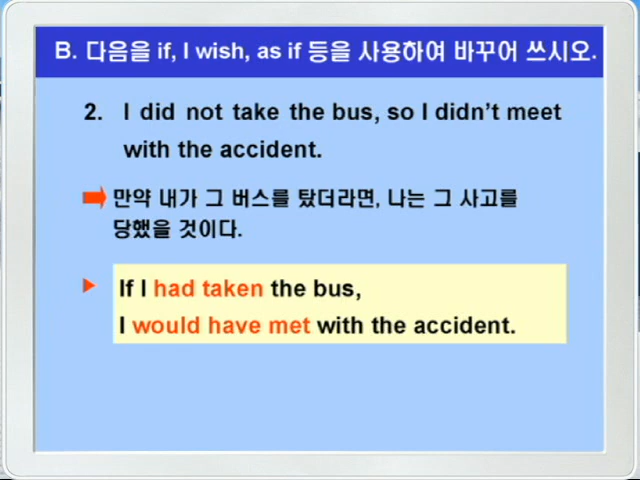 B. 다음을 if, I wish, as if 등을 사용하여 바꾸어 쓰시오.
2. I did not take the bus, so I didn't meet
with the accident.
만약 내가 그 버스를 탔더라면, 나는 그 사고를
당했을 것이다.
If I had taken the bus,
I would have met with the accident.